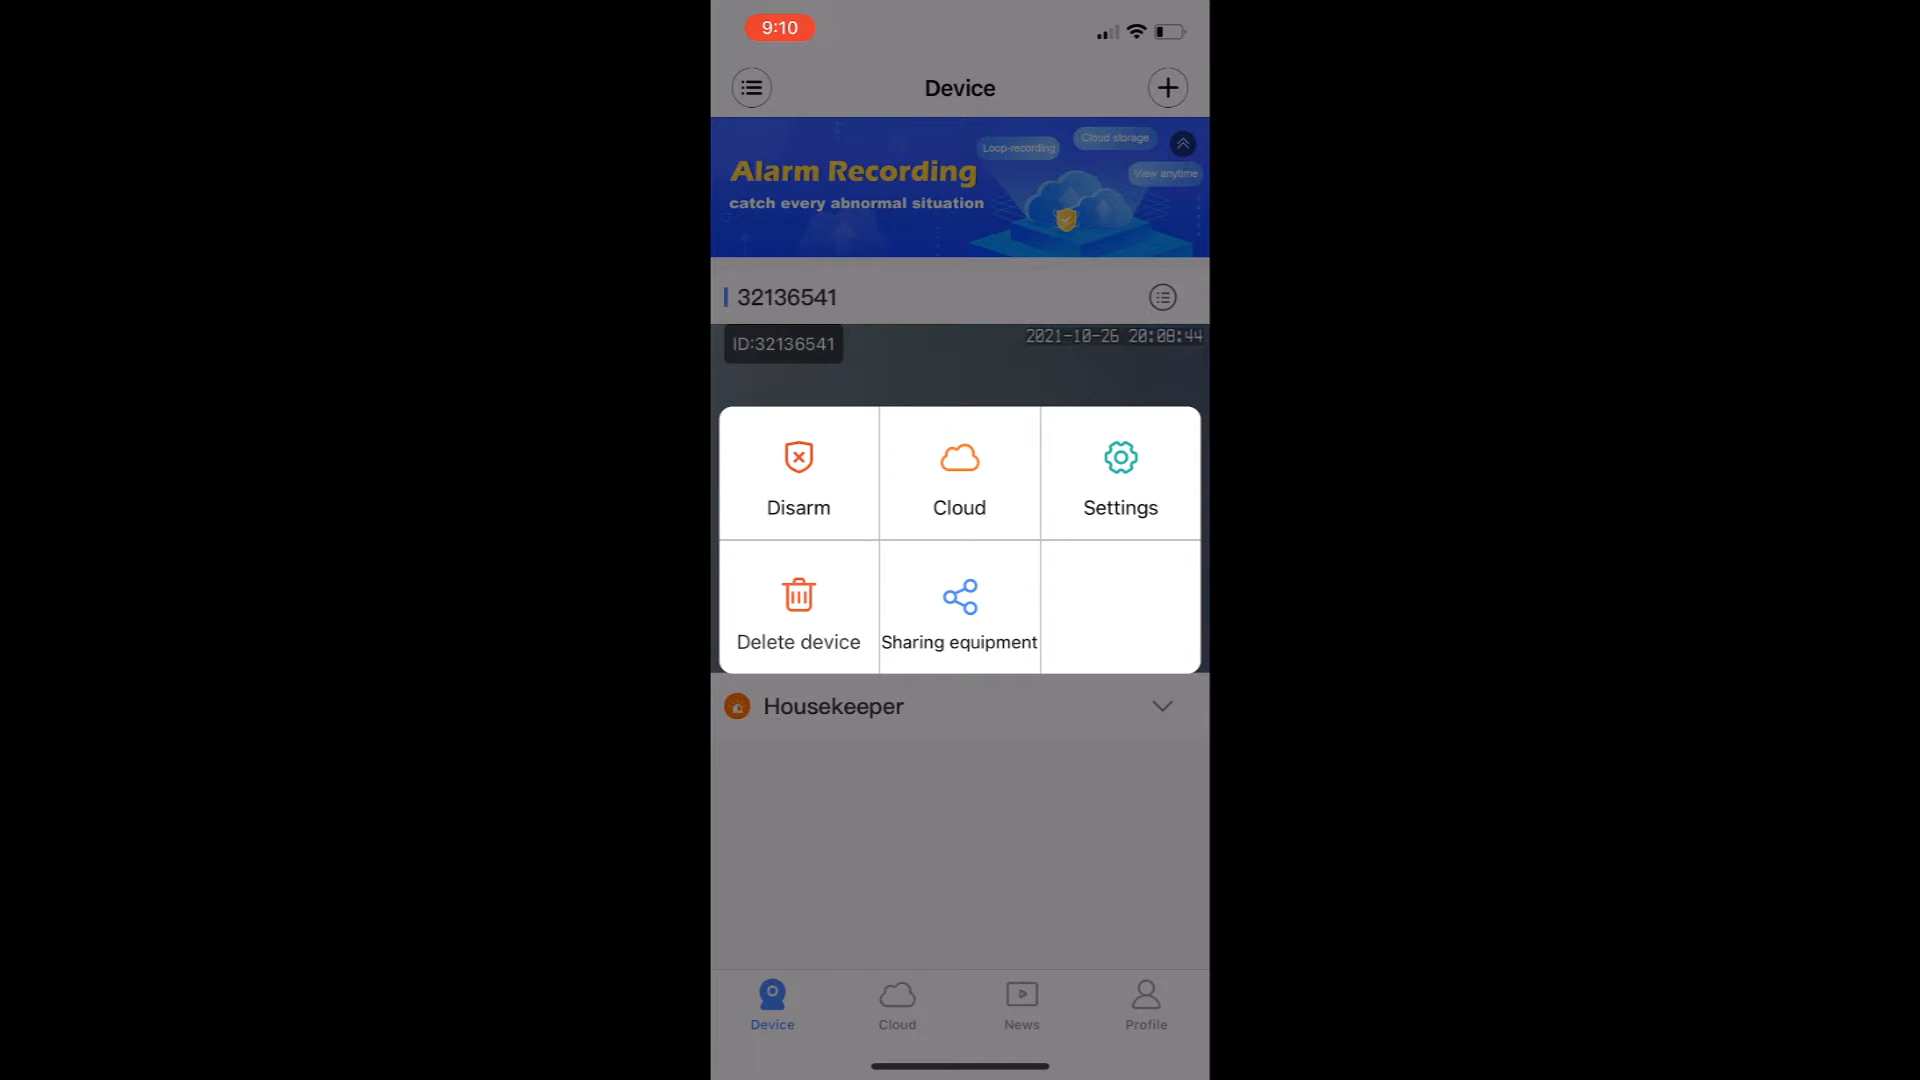 9:10
Device
Loop-recording
Cloud storage
View anytime
Alarm Recording
catch every abnormal situation
32136541
ID:32136541
2021-10-26 20:08:44
Disarm
Cloud
Settings
Delete device
Sharing equipment
Housekeeper
Device
Cloud
News
Profile